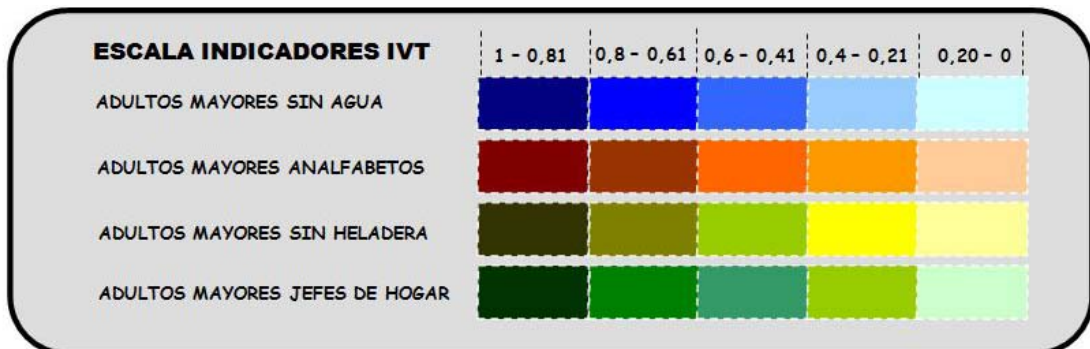 ESCALA INDICADORES IVT 1 - 0,81 0,8 - 0,61 0,6 - 0,41 0,4 - 0,21 0,20 - 0
ADULTOS MAYORES SIN AGUA
ADULTOS MAYORES ANALFABETOS
ADULTOS MAYORES SIN HELADERA
ADULTOS MAYORES JEFES DE HOGAR